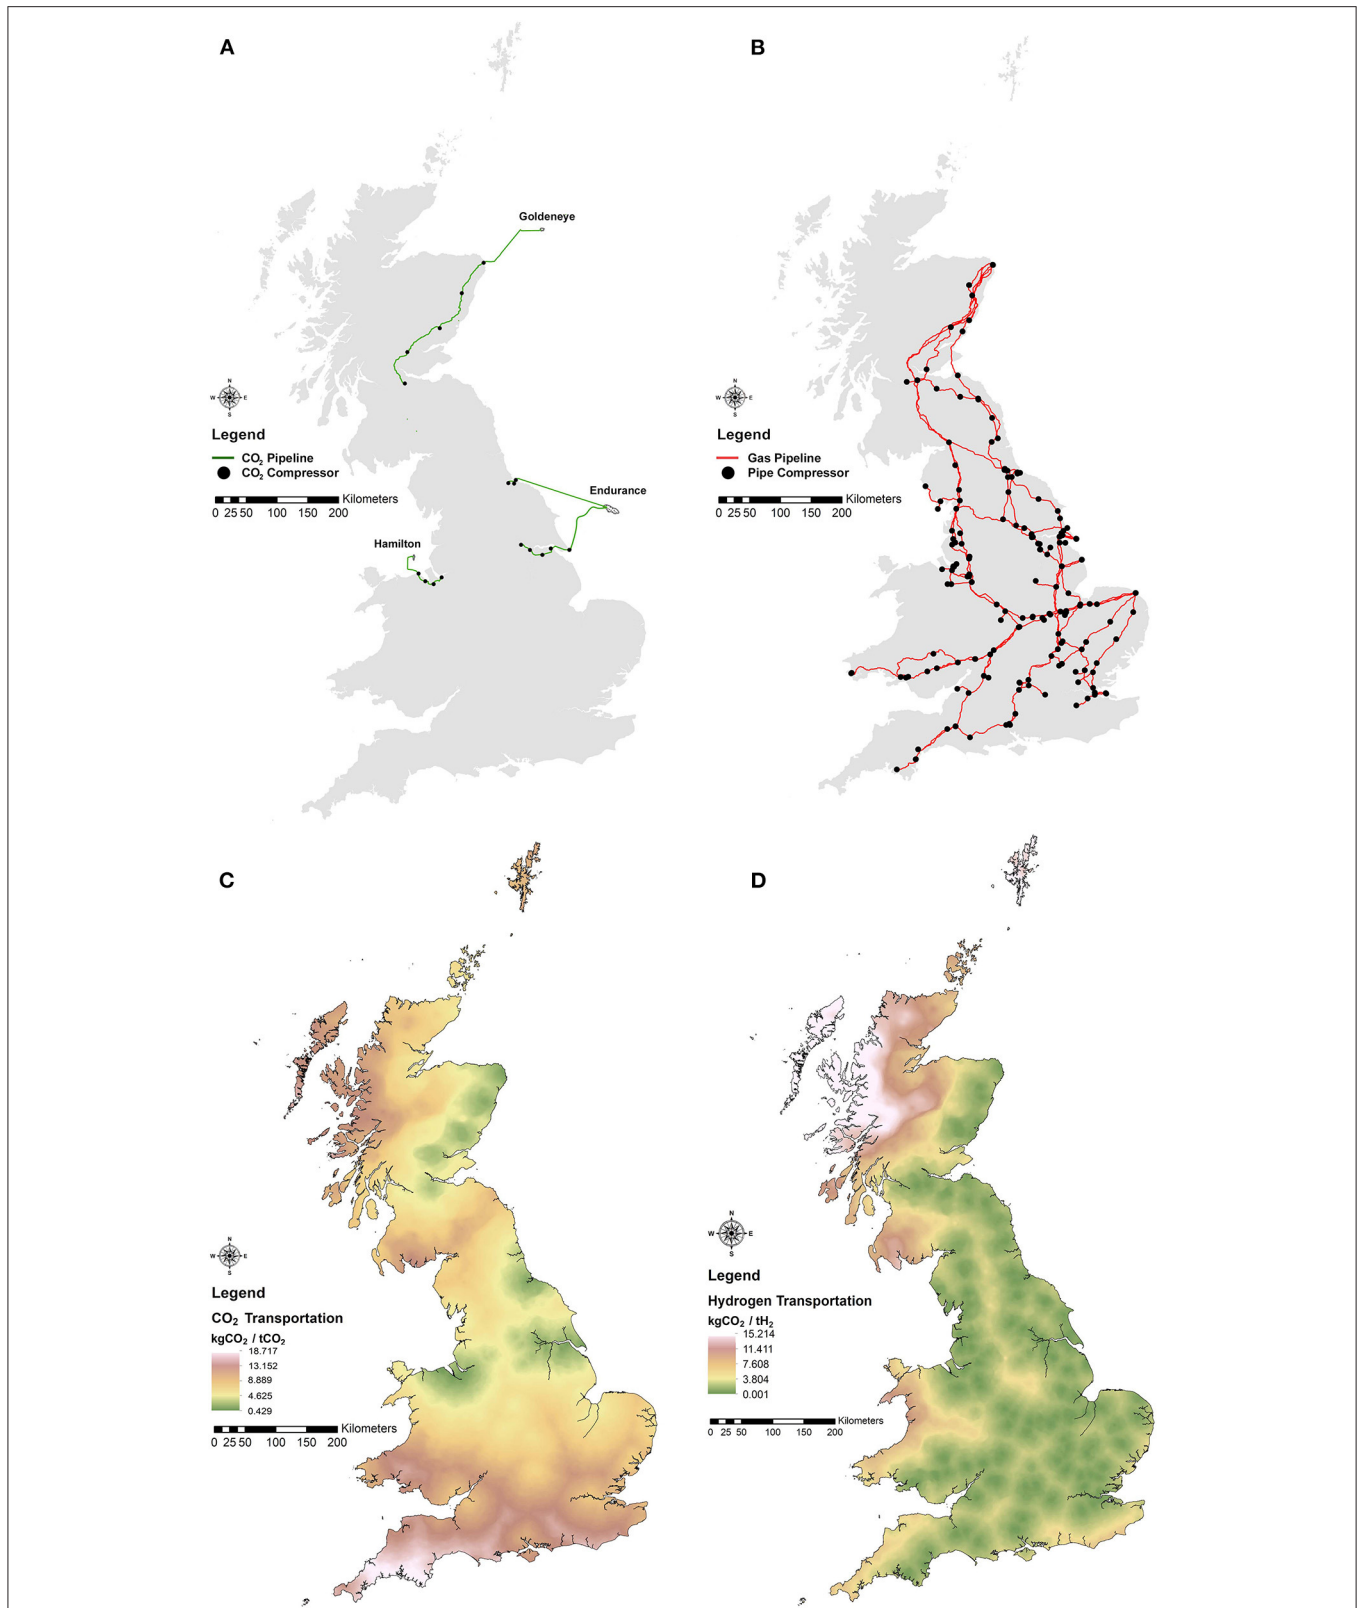 A
Goldeneye
Endurance
Hamilton
N
W E
S
Legend
CO₂ Pipeline
CO₂ Compressor
Kilometers
0 25 50 100 150 200
B
N
W E
S
Legend
Gas Pipeline
Pipe Compressor
Kilometers
0 25 50 100 150 200
C
N
W E
S
Legend
CO₂ Transportation
kgCO₂ / tCO₂
18.717
13.152
8.889
4.625
0.429
Kilometers
0 25 50 100 150 200
D
N
W E
S
Legend
Hydrogen Transportation
kgCO₂ / tH₂
15.214
11.411
7.608
3.804
0.001
Kilometers
0 25 50 100 150 200